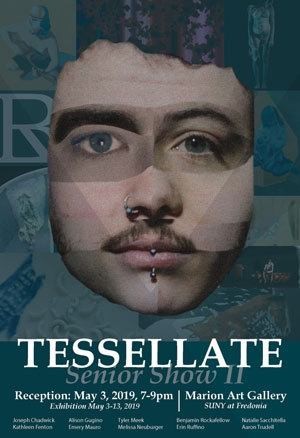 R
TESSELLATE
Senior Show II
Reception: May 3, 2019, 7-9pm | Marion Art Gallery
Exhibition May 3-13, 2019 SUNY at Fredonia
Joseph Chadwick Alison Gugino Tyler Meek Benjamin Rockafellow Natalie Sacchitella
Kathleen Fenton Emery Mauro Melissa Neuburger Erin Ruffino Aaron Trudell